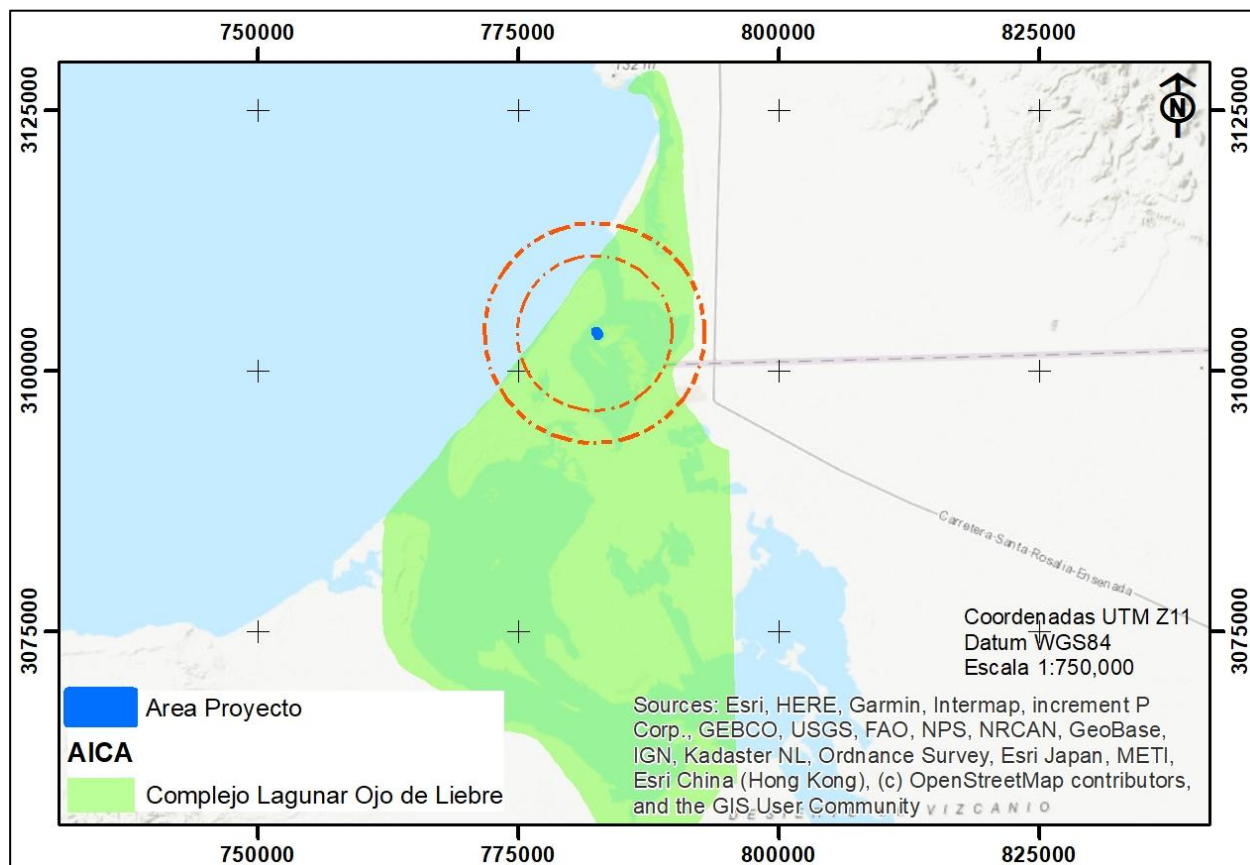 750000 775000 800000 825000
132 m
3125000 3125000
N
3100000 3100000
Carretera-Santa-Rosalia-Ensenada
3075000 3075000
Coordenadas UTM Z11
Datum WGS84
Escala 1:750,000
Area Proyecto
AICA
Complejo Lagunar Ojo de Liebre
Sources: Esri, HERE, Garmin, Intermap, increment P
Corp., GEBCO, USGS, FAO, NPS, NRCAN, GeoBase,
IGN, Kadaster NL, Ordnance Survey, Esri Japan, METI,
Esri China (Hong Kong), (c) OpenStreetMap contributors,
and the GIS User Community
VIZCANIO
750000 775000 800000 825000